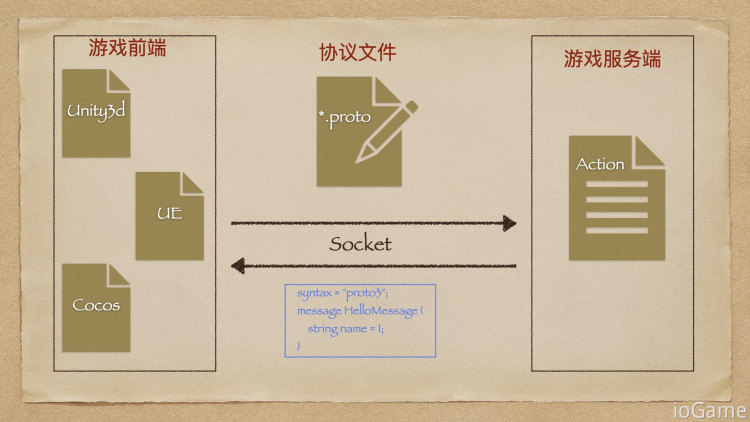 游戏前端
协议文件
游戏服务端
Unity3d
*.proto
Action
UE
Socket
Cocos
syntax = "proto3";
message HelloMessage {
string name = 1;
}
ioGame